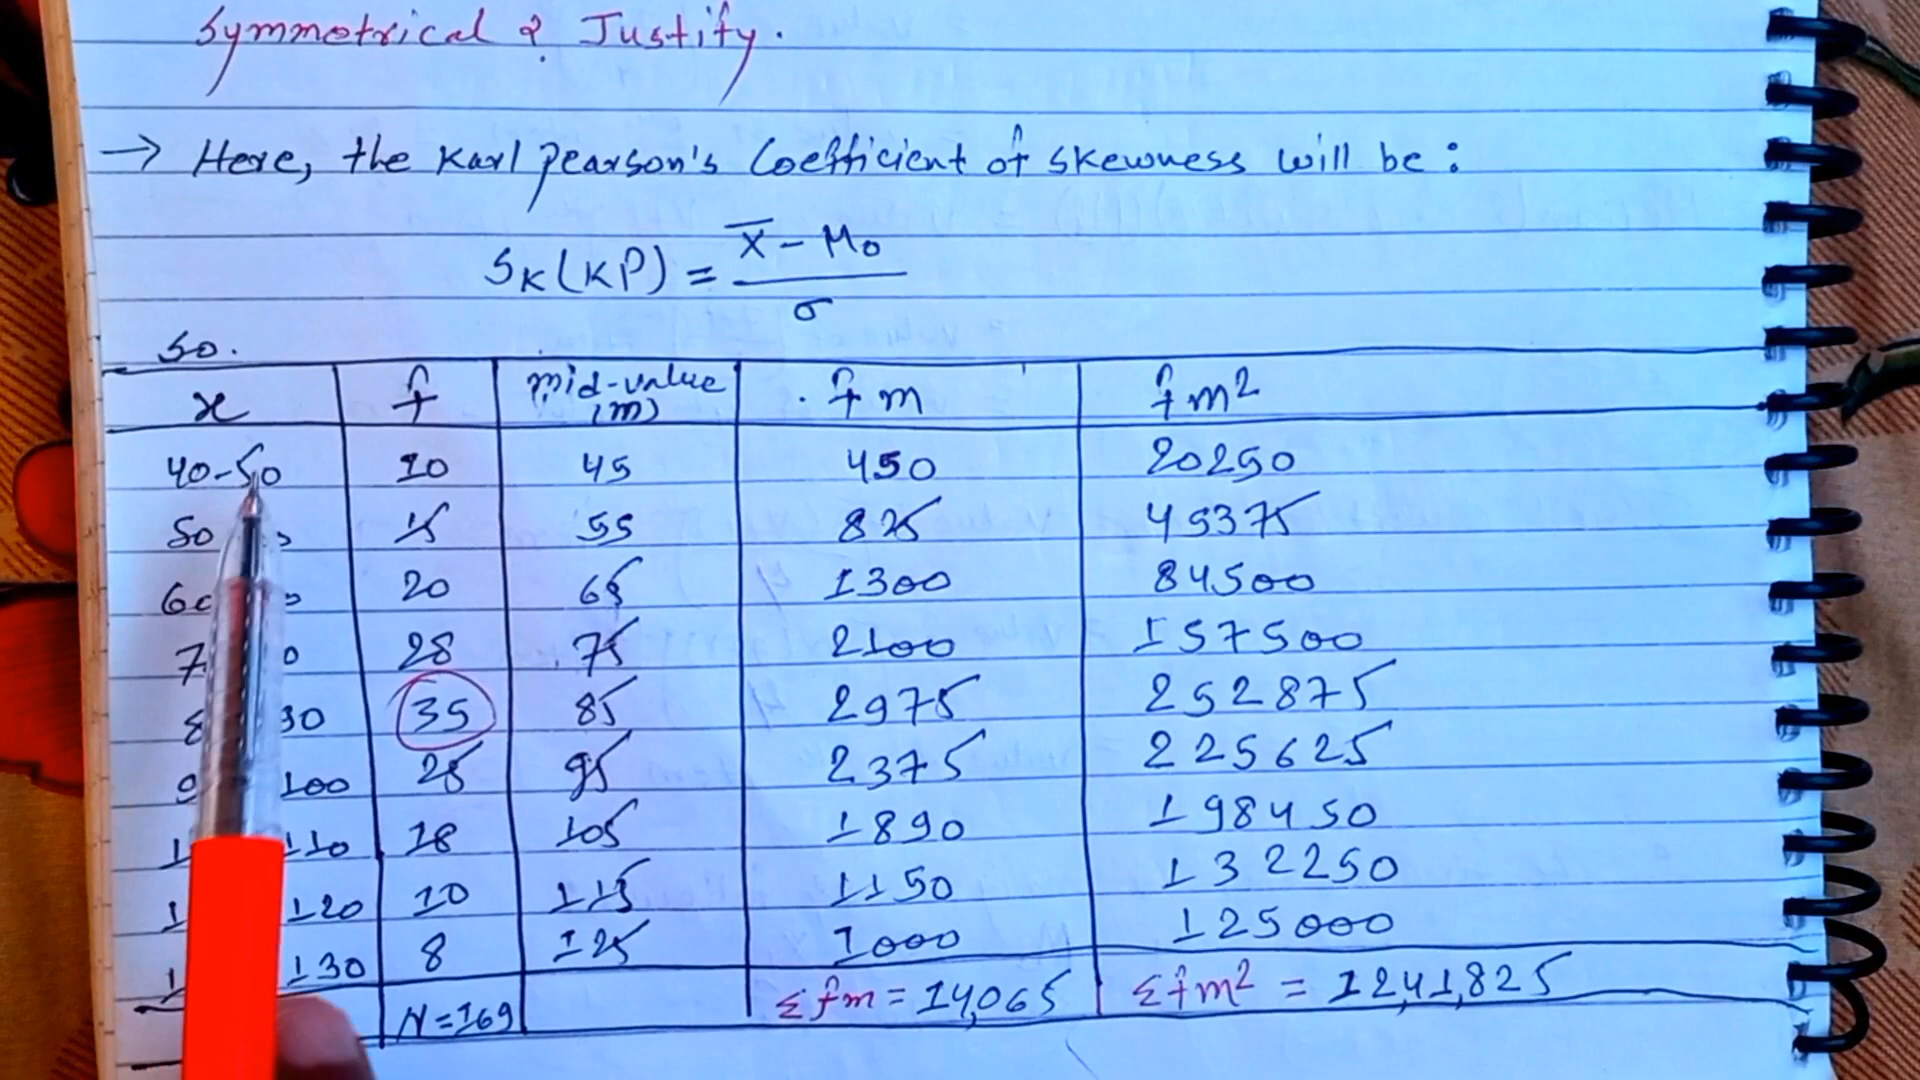 Symmetrical & Justify.
→ Here, the Karl pearson's Coefficient of skewness will be:
SK(KP) = X̅ - Mo / σ
So.
x f mid-value (m) fm fm²
40-50 10 45 450 20250
50 15 55 825 45375
20 65 1300 84500
28 75 2100 157500
35 85 2975 252875
100 25 95 2375 225625
110 18 105 1890 198450
120 10 115 1150 132250
130 8 125 1000 125000
N=169 Σfm = 14,065 Σfm² = 12,41,825